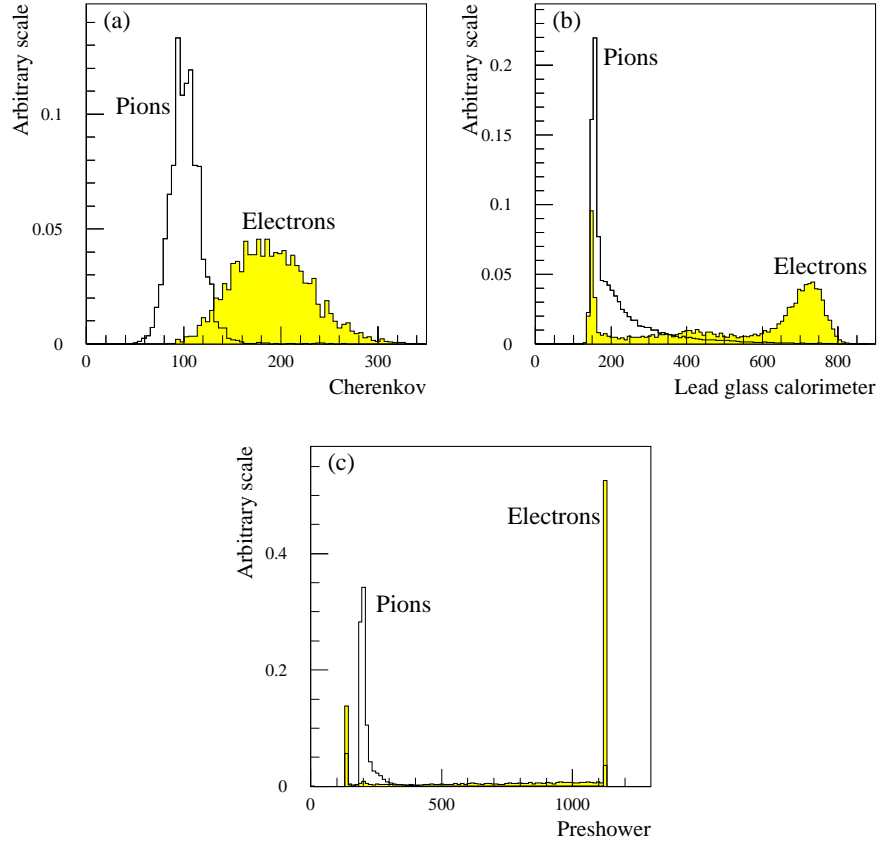 (a)
Arbitrary scale
Pions
Electrons
0.1
0.05
0
0 100 200 300
Cherenkov
(b)
Arbitrary scale
Pions
Electrons
0.2
0.15
0.1
0.05
0
0 200 400 600 800
Lead glass calorimeter
(c)
Arbitrary scale
Electrons
Pions
0.4
0.2
0
0 500 1000
Preshower